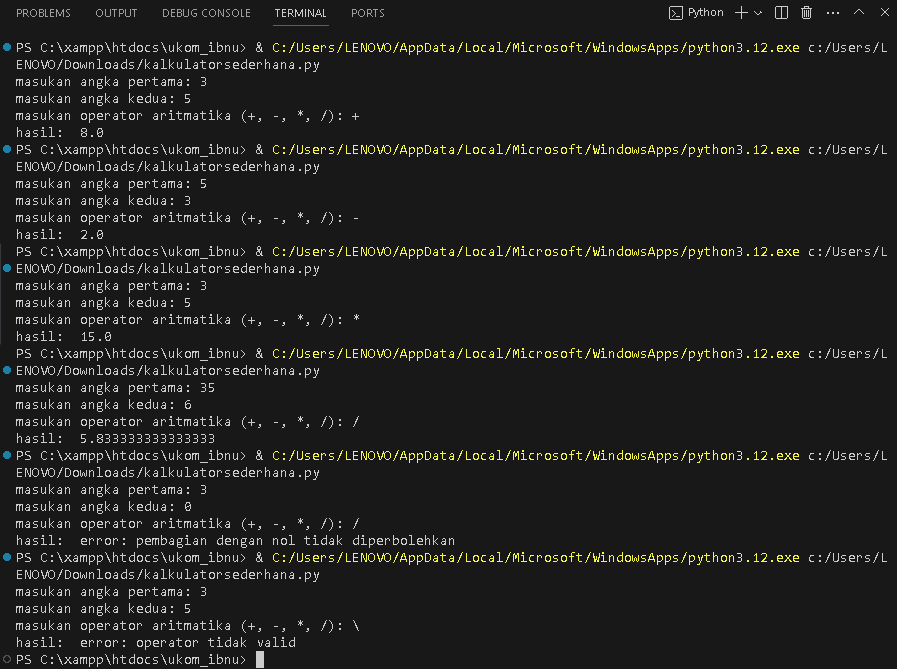 PROBLEMS OUTPUT DEBUG CONSOLE TERMINAL PORTS Python
PS C:\xampp\htdocs\ukom_ibnu> & C:/Users/LENOVO/AppData/Local/Microsoft/WindowsApps/python3.12.exe c:/Users/L
ENOVO/Downloads/kalkulatorsederhana.py
masukan angka pertama: 3
masukan angka kedua: 5
masukan operator aritmatika (+, -, *, /): +
hasil:  8.0
PS C:\xampp\htdocs\ukom_ibnu> & C:/Users/LENOVO/AppData/Local/Microsoft/WindowsApps/python3.12.exe c:/Users/L
ENOVO/Downloads/kalkulatorsederhana.py
masukan angka pertama: 5
masukan angka kedua: 3
masukan operator aritmatika (+, -, *, /): -
hasil:  2.0
PS C:\xampp\htdocs\ukom_ibnu> & C:/Users/LENOVO/AppData/Local/Microsoft/WindowsApps/python3.12.exe c:/Users/L
ENOVO/Downloads/kalkulatorsederhana.py
masukan angka pertama: 3
masukan angka kedua: 5
masukan operator aritmatika (+, -, *, /): *
hasil:  15.0
PS C:\xampp\htdocs\ukom_ibnu> & C:/Users/LENOVO/AppData/Local/Microsoft/WindowsApps/python3.12.exe c:/Users/L
ENOVO/Downloads/kalkulatorsederhana.py
masukan angka pertama: 35
masukan angka kedua: 6
masukan operator aritmatika (+, -, *, /): /
hasil:  5.833333333333333
PS C:\xampp\htdocs\ukom_ibnu> & C:/Users/LENOVO/AppData/Local/Microsoft/WindowsApps/python3.12.exe c:/Users/L
ENOVO/Downloads/kalkulatorsederhana.py
masukan angka pertama: 3
masukan angka kedua: 0
masukan operator aritmatika (+, -, *, /): /
hasil:  error: pembagian dengan nol tidak diperbolehkan
PS C:\xampp\htdocs\ukom_ibnu> & C:/Users/LENOVO/AppData/Local/Microsoft/WindowsApps/python3.12.exe c:/Users/L
ENOVO/Downloads/kalkulatorsederhana.py
masukan angka pertama: 3
masukan angka kedua: 5
masukan operator aritmatika (+, -, *, /): \
hasil:  error: operator tidak valid
PS C:\xampp\htdocs\ukom_ibnu>